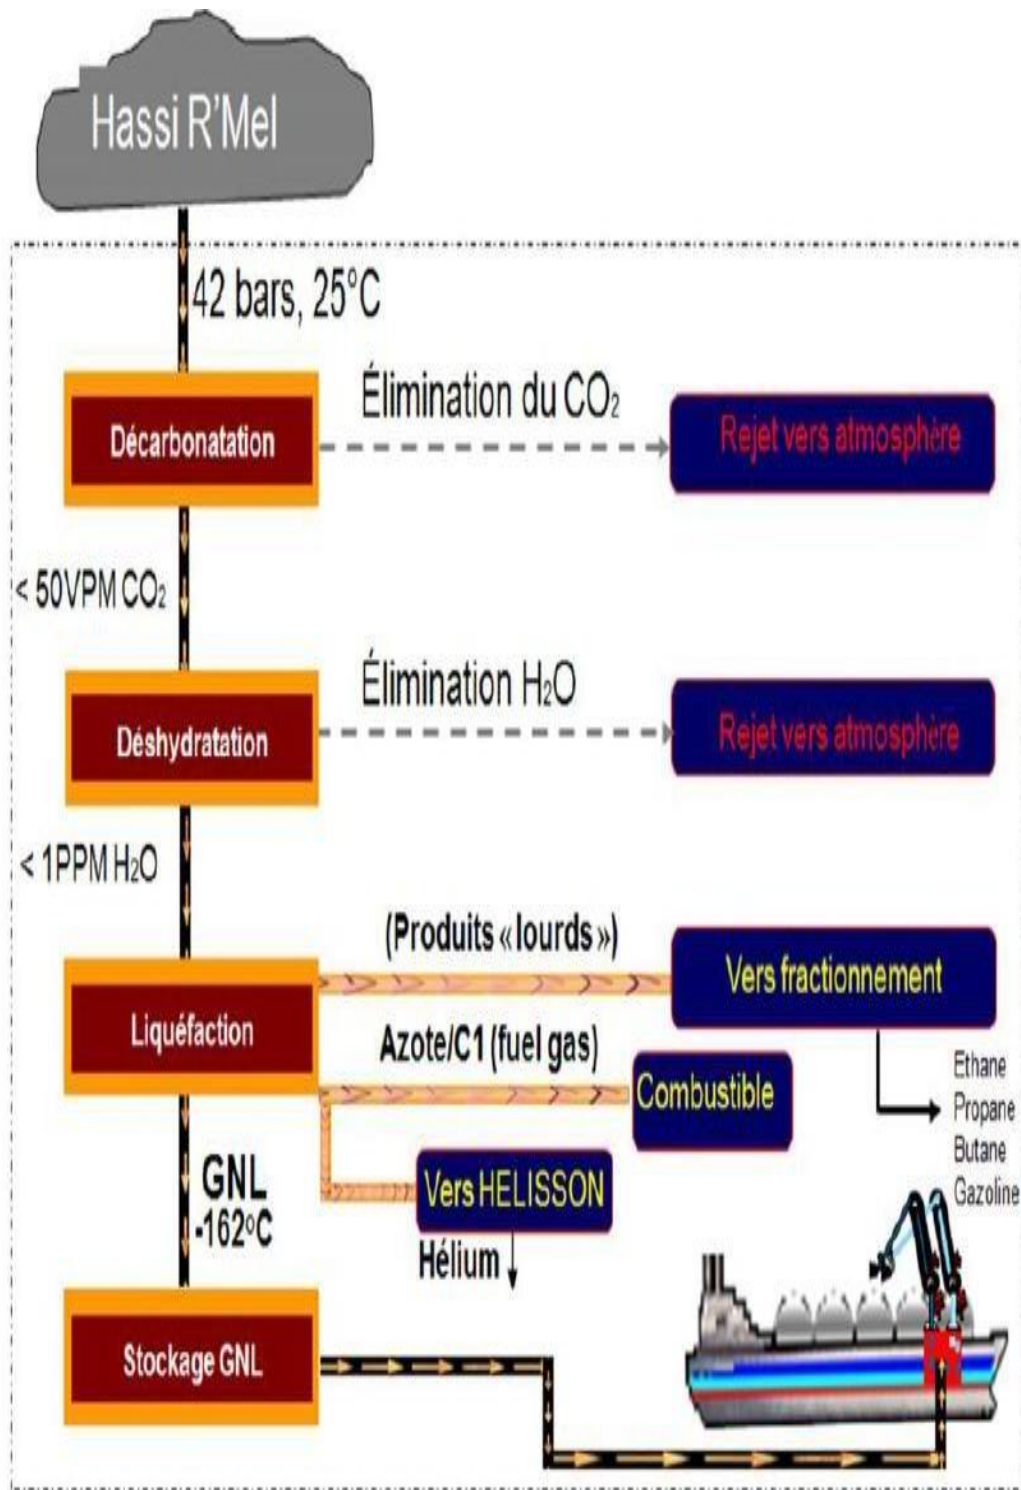 Hassi R'Mel
42 bars, 25°C
Décarbonatation
Élimination du CO₂
Rejet vers atmosphère
< 50VPM CO₂
Déshydratation
Élimination H₂O
Rejet vers atmosphère
< 1PPM H₂O
Liquéfaction
(Produits « lourds »)
Vers fractionnement
Azote/C1 (fuel gas)
Combustible
Ethane
Propane
Butane
Gazoline
Vers HELISSON
Hélium
GNL
-162°C
Stockage GNL